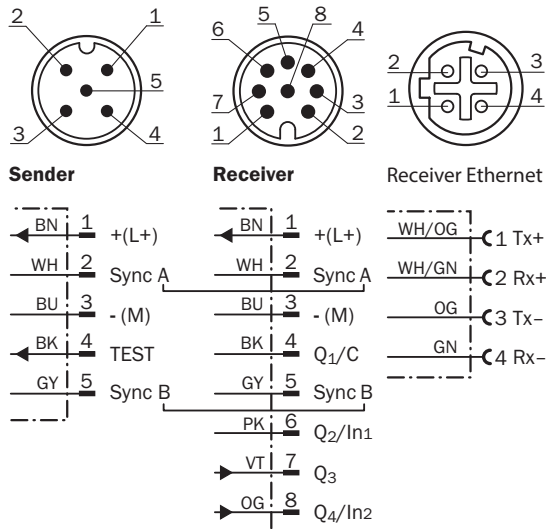 2 1
5
3 4
5 8
6 4
7 3
1 2
2 3
1 4
Sender
Receiver
Receiver Ethernet
BN 1 +(L+)
WH 2 Sync A
BU 3 - (M)
BK 4 TEST
GY 5 Sync B
BN 1 +(L+)
WH 2 Sync A
BU 3 - (M)
BK 4 Q1/C
GY 5 Sync B
PK 6 Q2/In1
VT 7 Q3
OG 8 Q4/In2
WH/OG 1 Tx+
WH/GN 2 Rx+
OG 3 Tx–
GN 4 Rx–